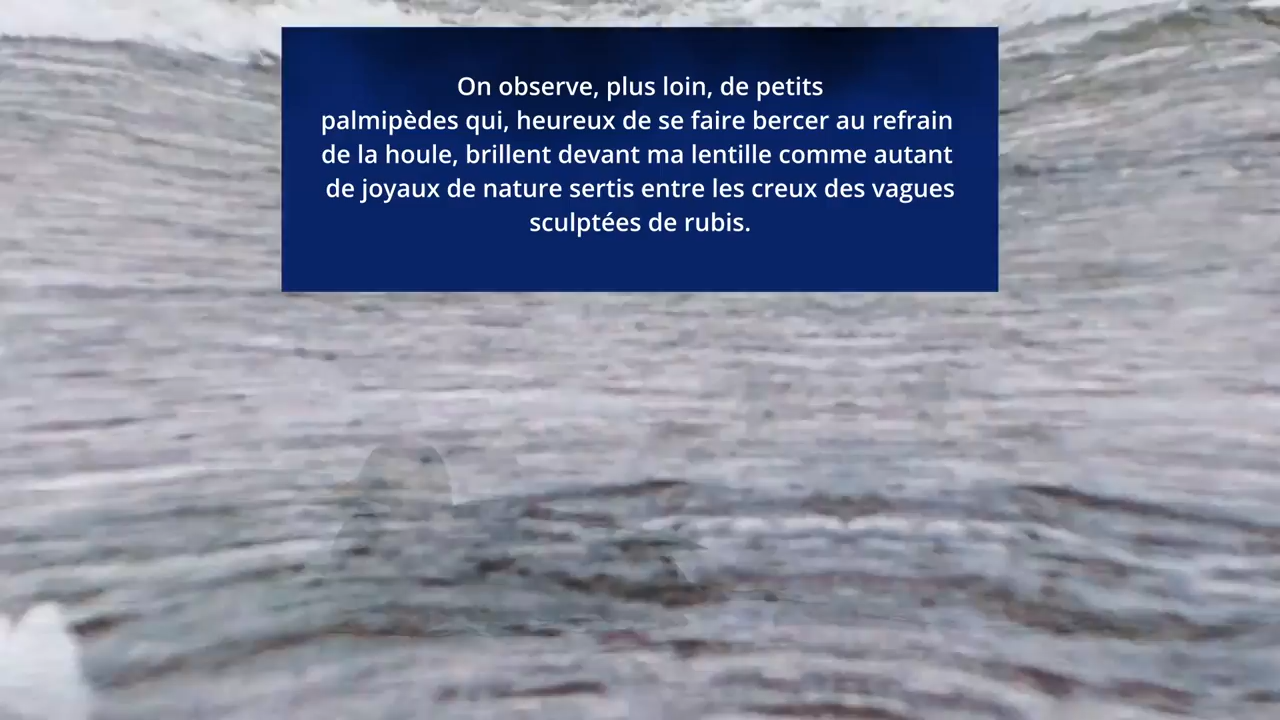 On observe, plus loin, de petits
palmipèdes qui, heureux de se faire bercer au refrain
de la houle, brillent devant ma lentille comme autant
de joyaux de nature sertis entre les creux des vagues
sculptées de rubis.